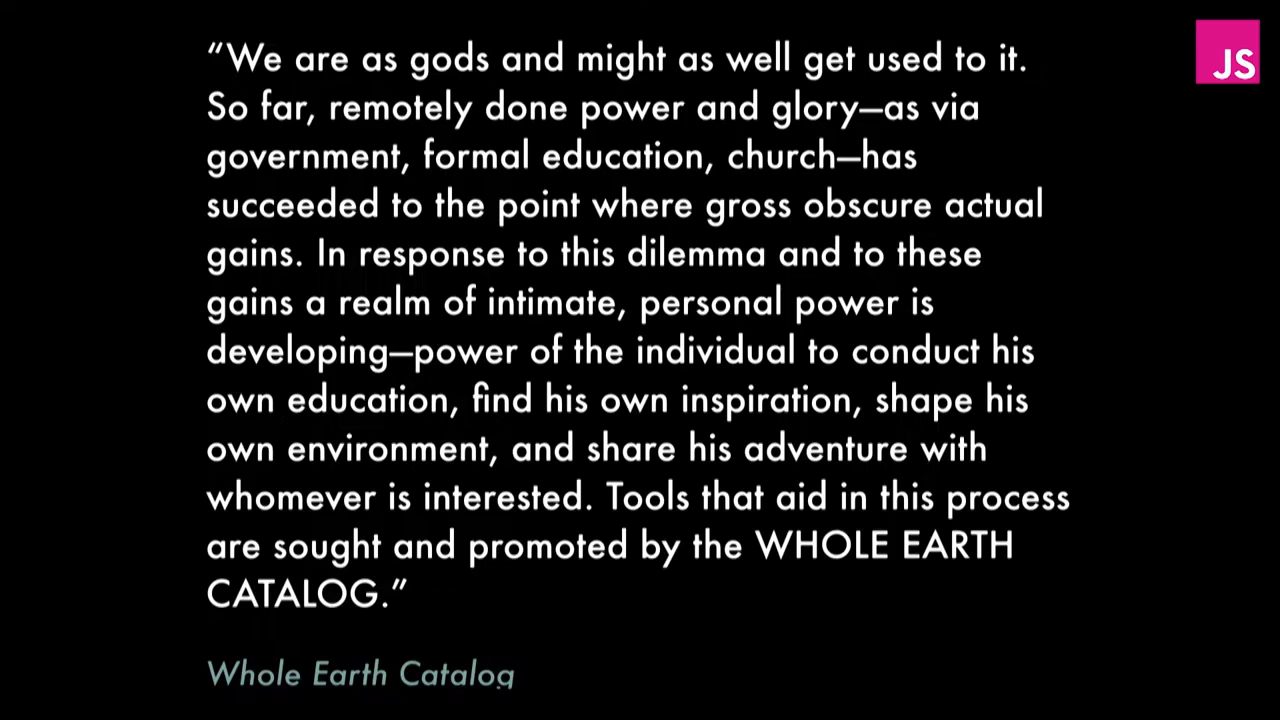 “We are as gods and might as well get used to it.
So far, remotely done power and glory—as via
government, formal education, church—has
succeeded to the point where gross obscure actual
gains. In response to this dilemma and to these
gains a realm of intimate, personal power is
developing—power of the individual to conduct his
own education, find his own inspiration, shape his
own environment, and share his adventure with
whomever is interested. Tools that aid in this process
are sought and promoted by the WHOLE EARTH
CATALOG.”
Whole Earth Catalog
JS